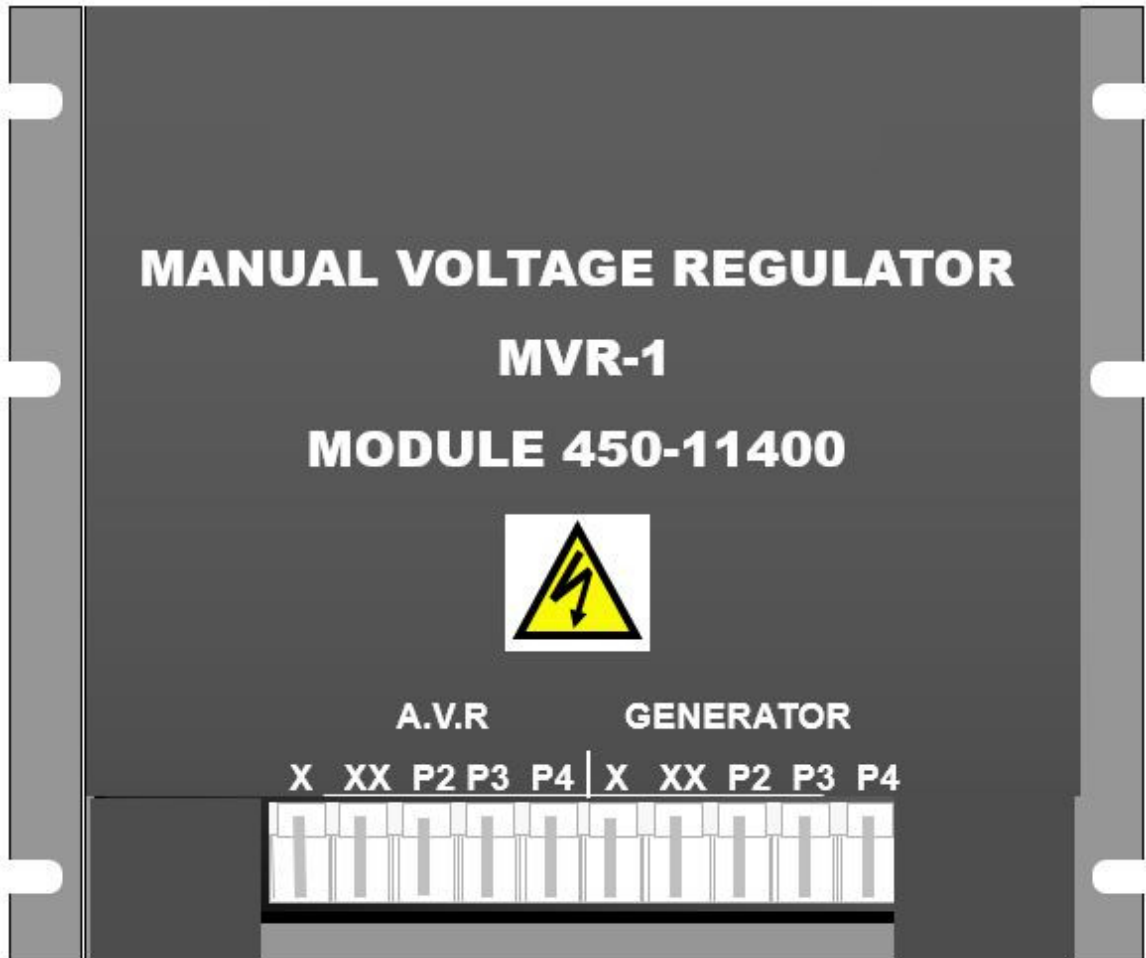 MANUAL VOLTAGE REGULATOR
MVR-1
MODULE 450-11400
A.V.R GENERATOR
X XX P2 P3 P4 X XX P2 P3 P4